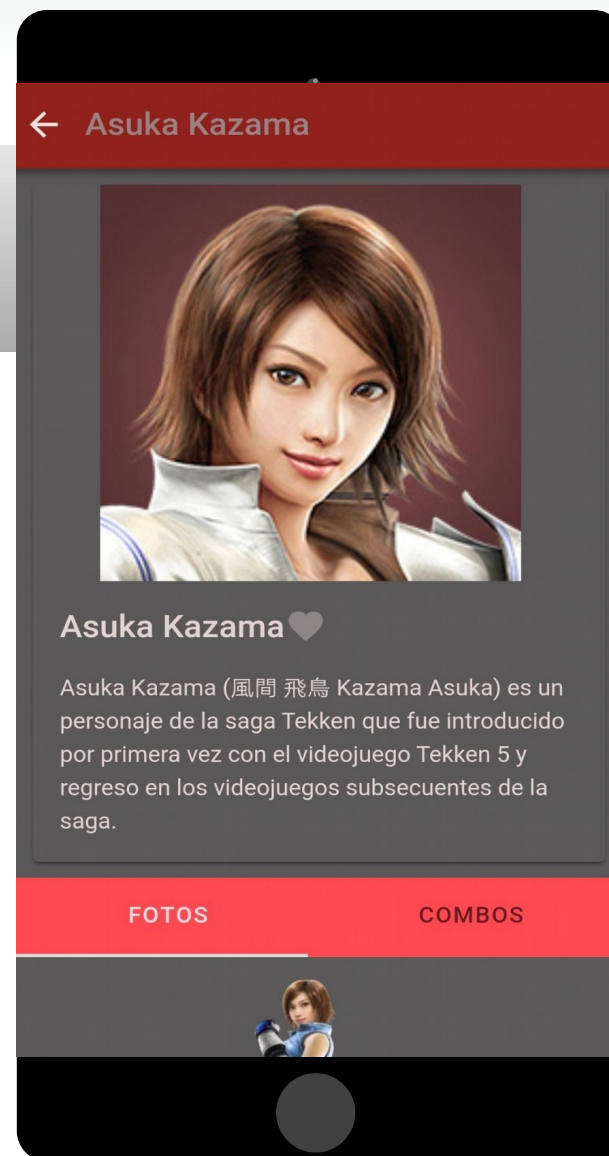 Asuka Kazama
Asuka Kazama
Asuka Kazama (風間 飛鳥 Kazama Asuka) es un
personaje de la saga Tekken que fue introducido
por primera vez con el videojuego Tekken 5 y
regreso en los videojuegos subsecuentes de la
saga.
FOTOS COMBOS